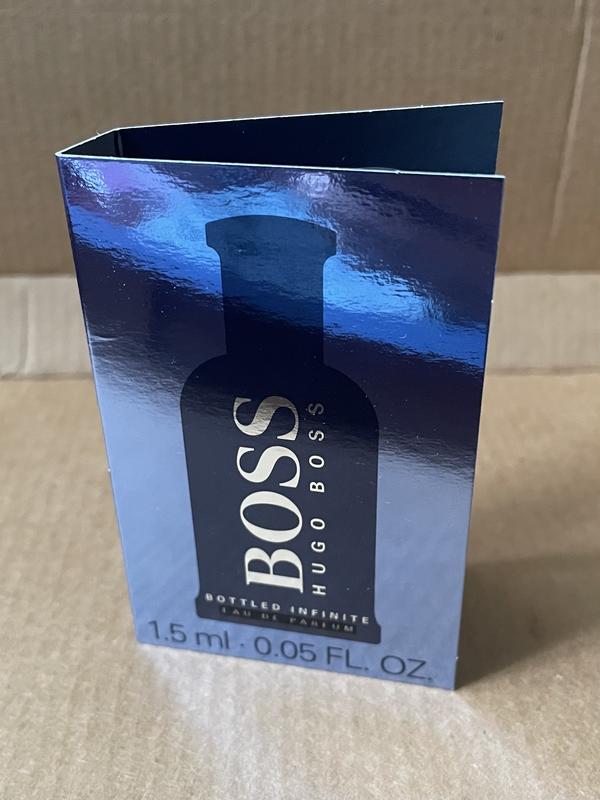 BOSS
HUGO BOSS
BOTTLED INFINITE
EAU DE PARFUM
1.5 ml · 0.05 FL. OZ.